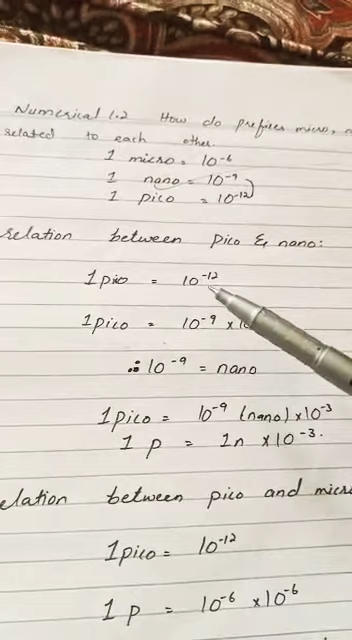 Numerical 1.2 How do prefixes micro,
related to each other
1 micro = 10⁻⁶
1 nano = 10⁻⁹
1 pico = 10⁻¹²
relation between pico & nano:
1 pico = 10⁻¹²
1 pico = 10⁻⁹ ×
∴ 10⁻⁹ = nano
1 pico = 10⁻⁹ (nano) × 10⁻³
1 p = 1n × 10⁻³.
elation between pico and micr
1 pico = 10⁻¹²
1 p = 10⁻⁶ × 10⁻⁶